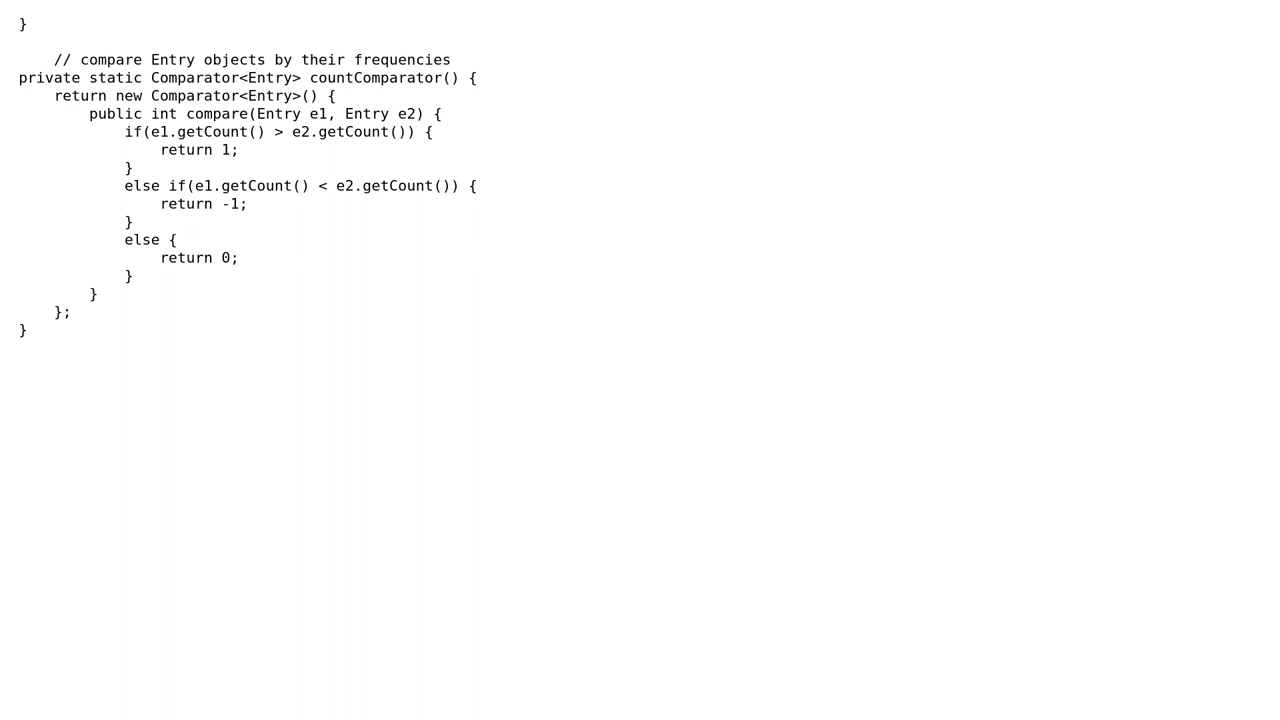 }
    // compare Entry objects by their frequencies
private static Comparator<Entry> countComparator() {
    return new Comparator<Entry>() {
        public int compare(Entry e1, Entry e2) {
            if(e1.getCount() > e2.getCount()) {
                return 1;
            }
            else if(e1.getCount() < e2.getCount()) {
                return -1;
            }
            else {
                return 0;
            }
        }
    };
}